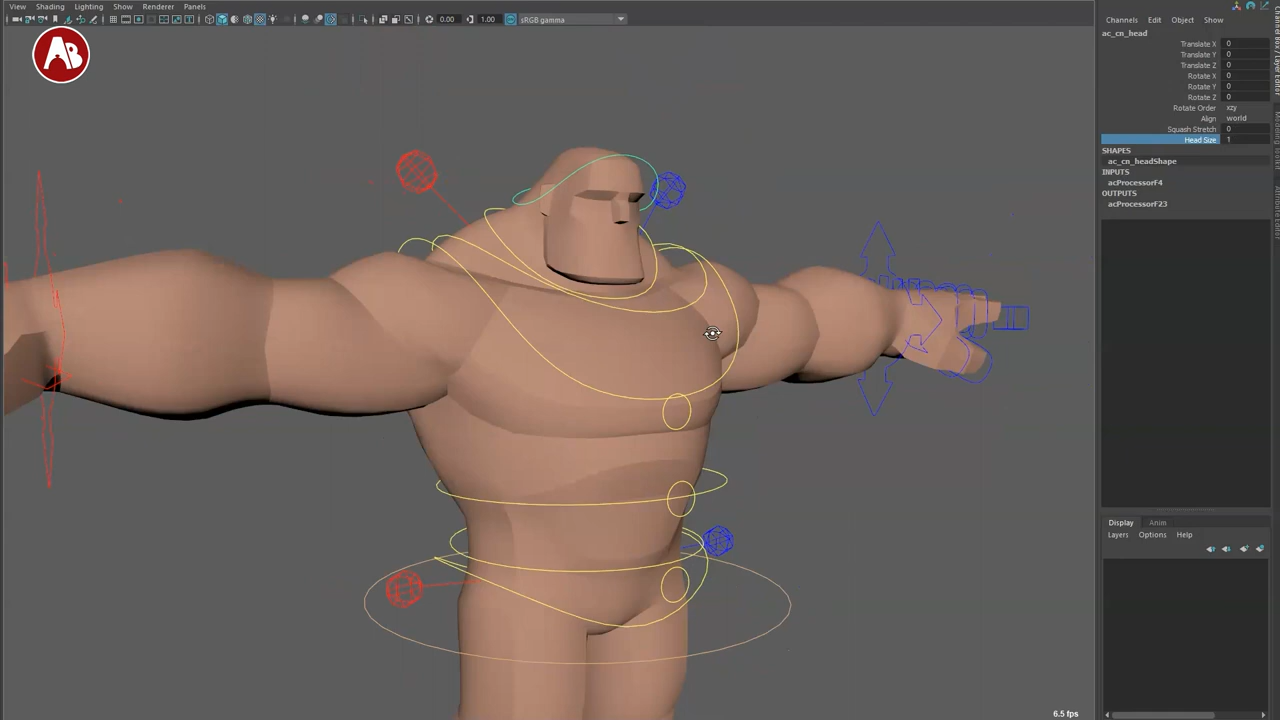 View Shading Lighting Show Renderer Panels
0.00 1.00 sRGB gamma
AB
Channels Edit Object Show
ac_cn_head
Translate X 0
Translate Y 0
Translate Z 0
Rotate X 0
Rotate Y 0
Rotate Z 0
Rotate Order xzy
Align world
Squash Stretch 0
Head Size 1
SHAPES
ac_cn_headShape
INPUTS
acProcessorF4
OUTPUTS
acProcessorF23
Display Anim
Layers Options Help
6.5 fps